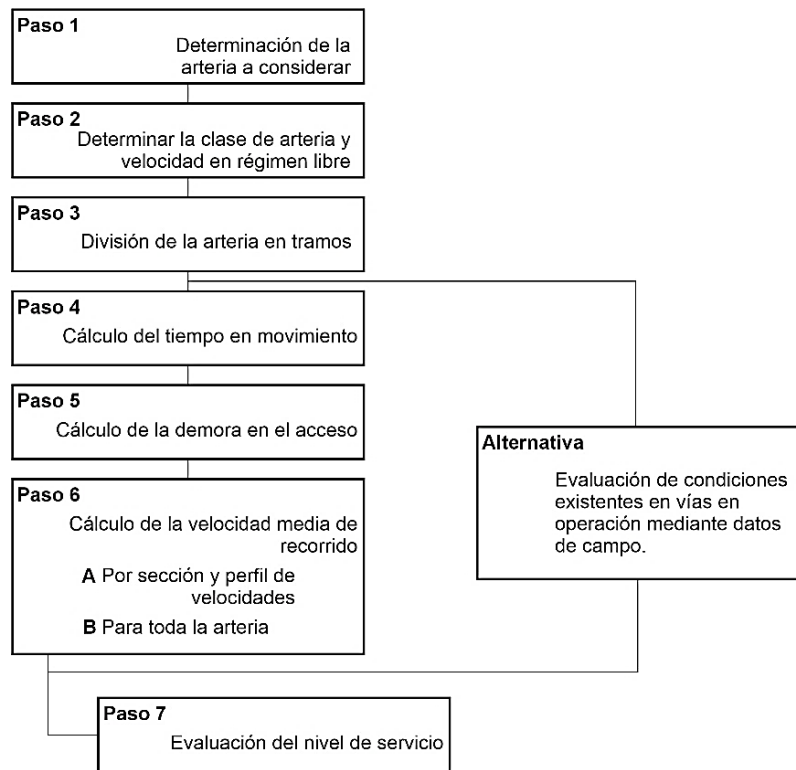 Paso 1
Determinación de la
arteria a considerar
Paso 2
Determinar la clase de arteria y
velocidad en régimen libre
Paso 3
División de la arteria en tramos
Paso 4
Cálculo del tiempo en movimiento
Paso 5
Cálculo de la demora en el acceso
Paso 6
Cálculo de la velocidad media de
recorrido
A Por sección y perfil de
velocidades
B Para toda la arteria
Alternativa
Evaluación de condiciones
existentes en vías en
operación mediante datos
de campo.
Paso 7
Evaluación del nivel de servicio